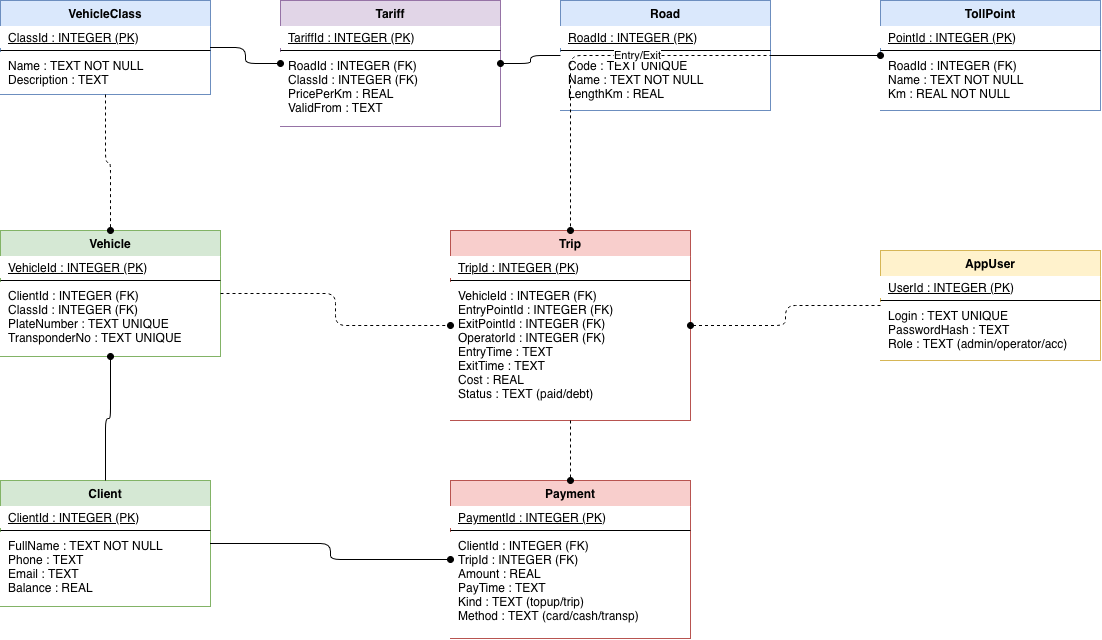 VehicleClass
ClassId : INTEGER (PK)
Name : TEXT NOT NULL
Description : TEXT
Tariff
TariffId : INTEGER (PK)
RoadId : INTEGER (FK)
ClassId : INTEGER (FK)
PricePerKm : REAL
ValidFrom : TEXT
Road
RoadId : INTEGER (PK)
Entry/Exit
Code : TEXT UNIQUE
Name : TEXT NOT NULL
LengthKm : REAL
TollPoint
PointId : INTEGER (PK)
RoadId : INTEGER (FK)
Name : TEXT NOT NULL
Km : REAL NOT NULL
Vehicle
VehicleId : INTEGER (PK)
ClientId : INTEGER (FK)
ClassId : INTEGER (FK)
PlateNumber : TEXT UNIQUE
TransponderNo : TEXT UNIQUE
Trip
TripId : INTEGER (PK)
VehicleId : INTEGER (FK)
EntryPointId : INTEGER (FK)
ExitPointId : INTEGER (FK)
OperatorId : INTEGER (FK)
EntryTime : TEXT
ExitTime : TEXT
Cost : REAL
Status : TEXT (paid/debt)
AppUser
UserId : INTEGER (PK)
Login : TEXT UNIQUE
PasswordHash : TEXT
Role : TEXT (admin/operator/acc)
Client
ClientId : INTEGER (PK)
FullName : TEXT NOT NULL
Phone : TEXT
Email : TEXT
Balance : REAL
Payment
PaymentId : INTEGER (PK)
ClientId : INTEGER (FK)
TripId : INTEGER (FK)
Amount : REAL
PayTime : TEXT
Kind : TEXT (topup/trip)
Method : TEXT (card/cash/transp)